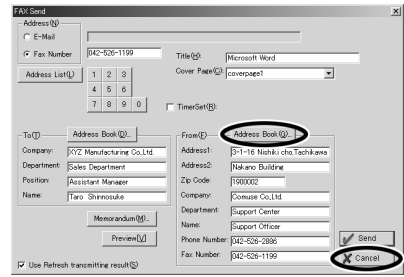 FAX Send
Address(N)
E-Mail
Fax Number 042-526-1199
Title(H): Microsoft Word
Address List(L) 1 2 3
Cover Page(C): coverpage1
4 5 6
7 8 9 0
TimerSet(R):
To(T) Address Book(D)...
From(F) Address Book(G)...
Company: XYZ Manufacturing Co,Ltd.
Address1: 3-1-16 Nishiki cho,Tachikawa
Department: Sales Department
Address2: Nakano Building
Position: Assistant Manager
Zip Code: 1900002
Name: Taro Shinnosuke
Company: Comuse Co,Ltd.
Department: Support Center
Memorandum(M)...
Name: Support Officer
Preview[V]
Phone Number: 042-526-2886
Send
Fax Number: 042-526-1199
Cancel
Use Refresh transmitting result(S)